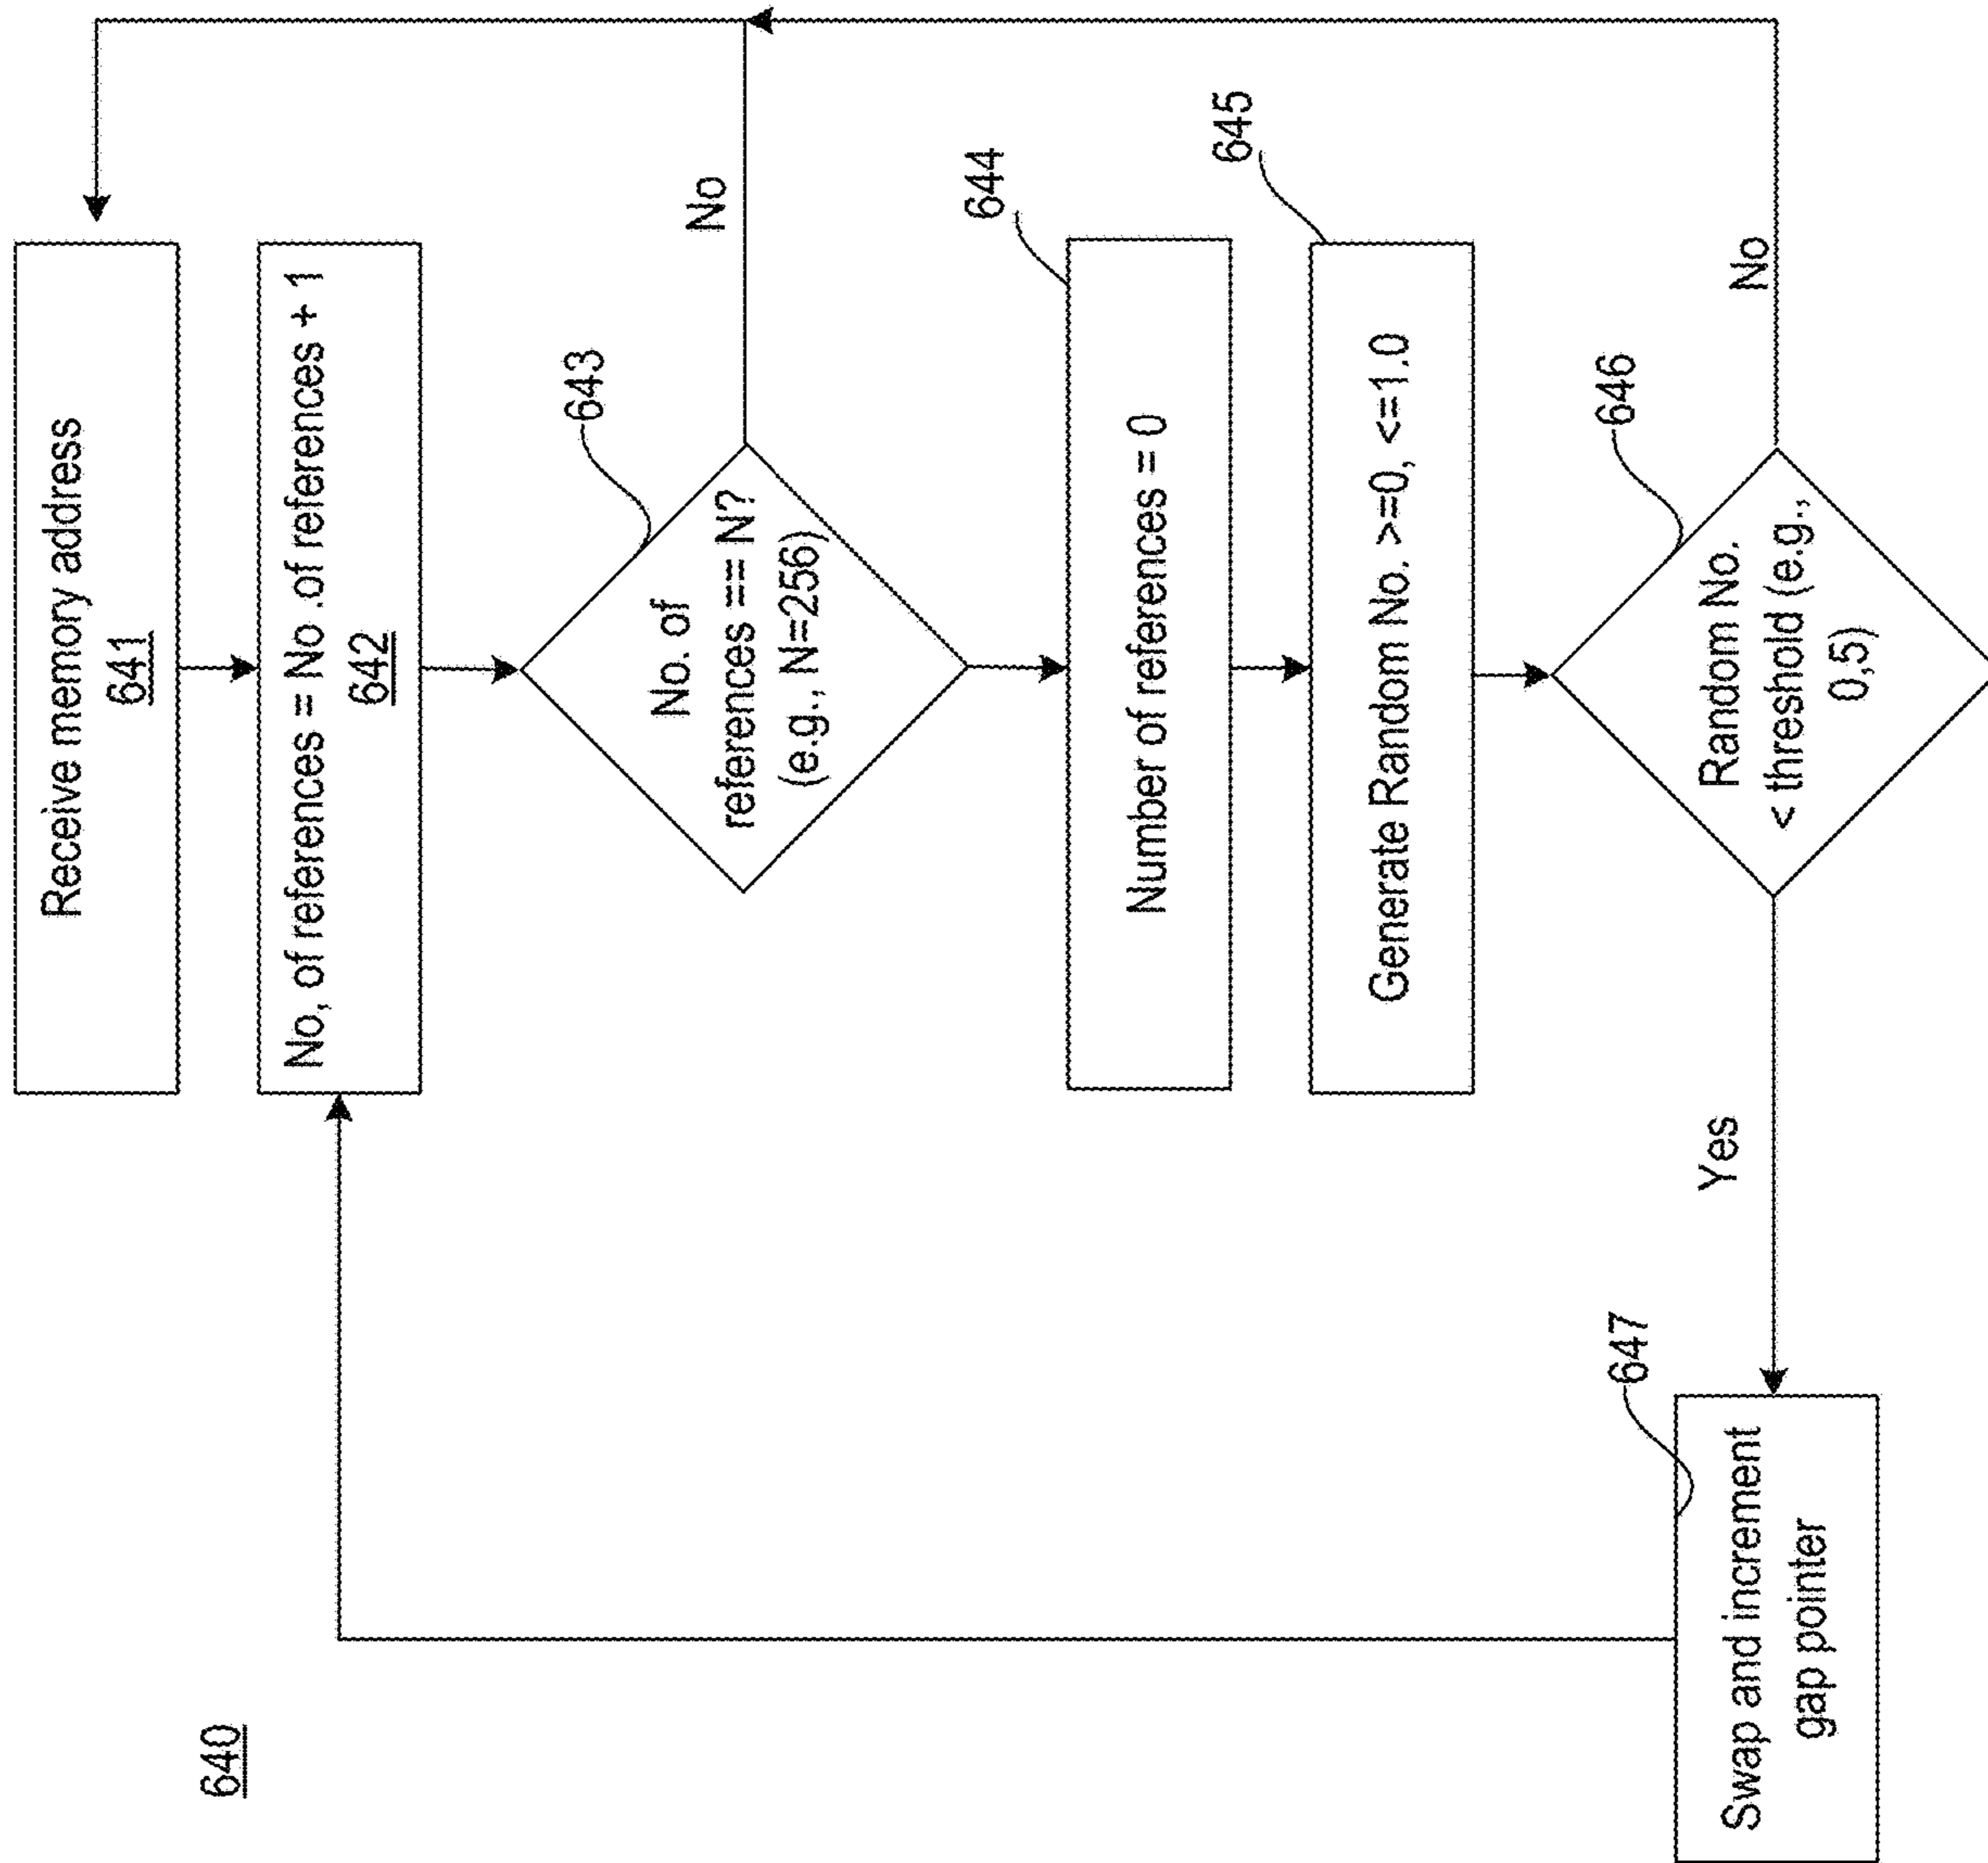 640
Receive memory address
641
No, of references = No .of references + 1
642
643
No. of
references == N?
(e.g., N=256)
No
644
Number of references = 0
645
Generate Random No. >=0, <=1.0
646
Random No.
< threshold (e.g.,
0,5)
No
Yes
647
Swap and increment
gap pointer